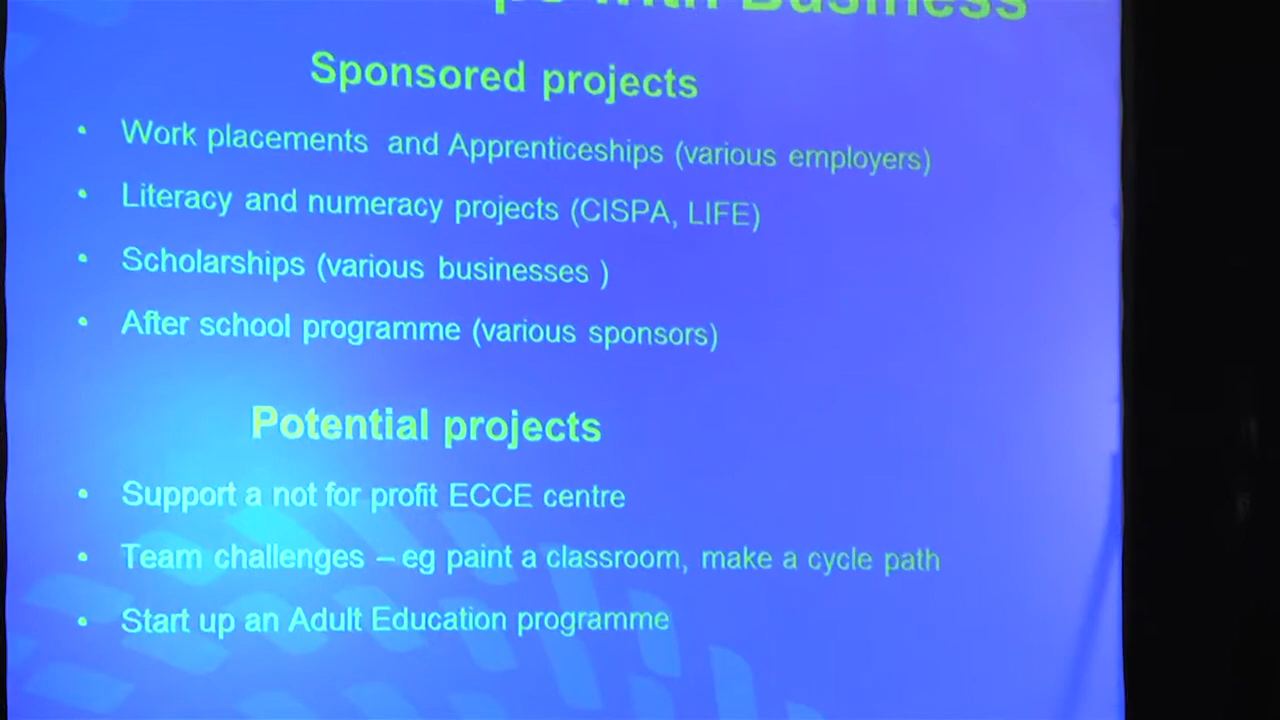 with Business
Sponsored projects
• Work placements and Apprenticeships (various employers)
• Literacy and numeracy projects (CISPA, LIFE)
• Scholarships (various businesses )
• After school programme (various sponsors)
Potential projects
• Support a not for profit ECCE centre
• Team challenges – eg paint a classroom, make a cycle path
• Start up an Adult Education programme